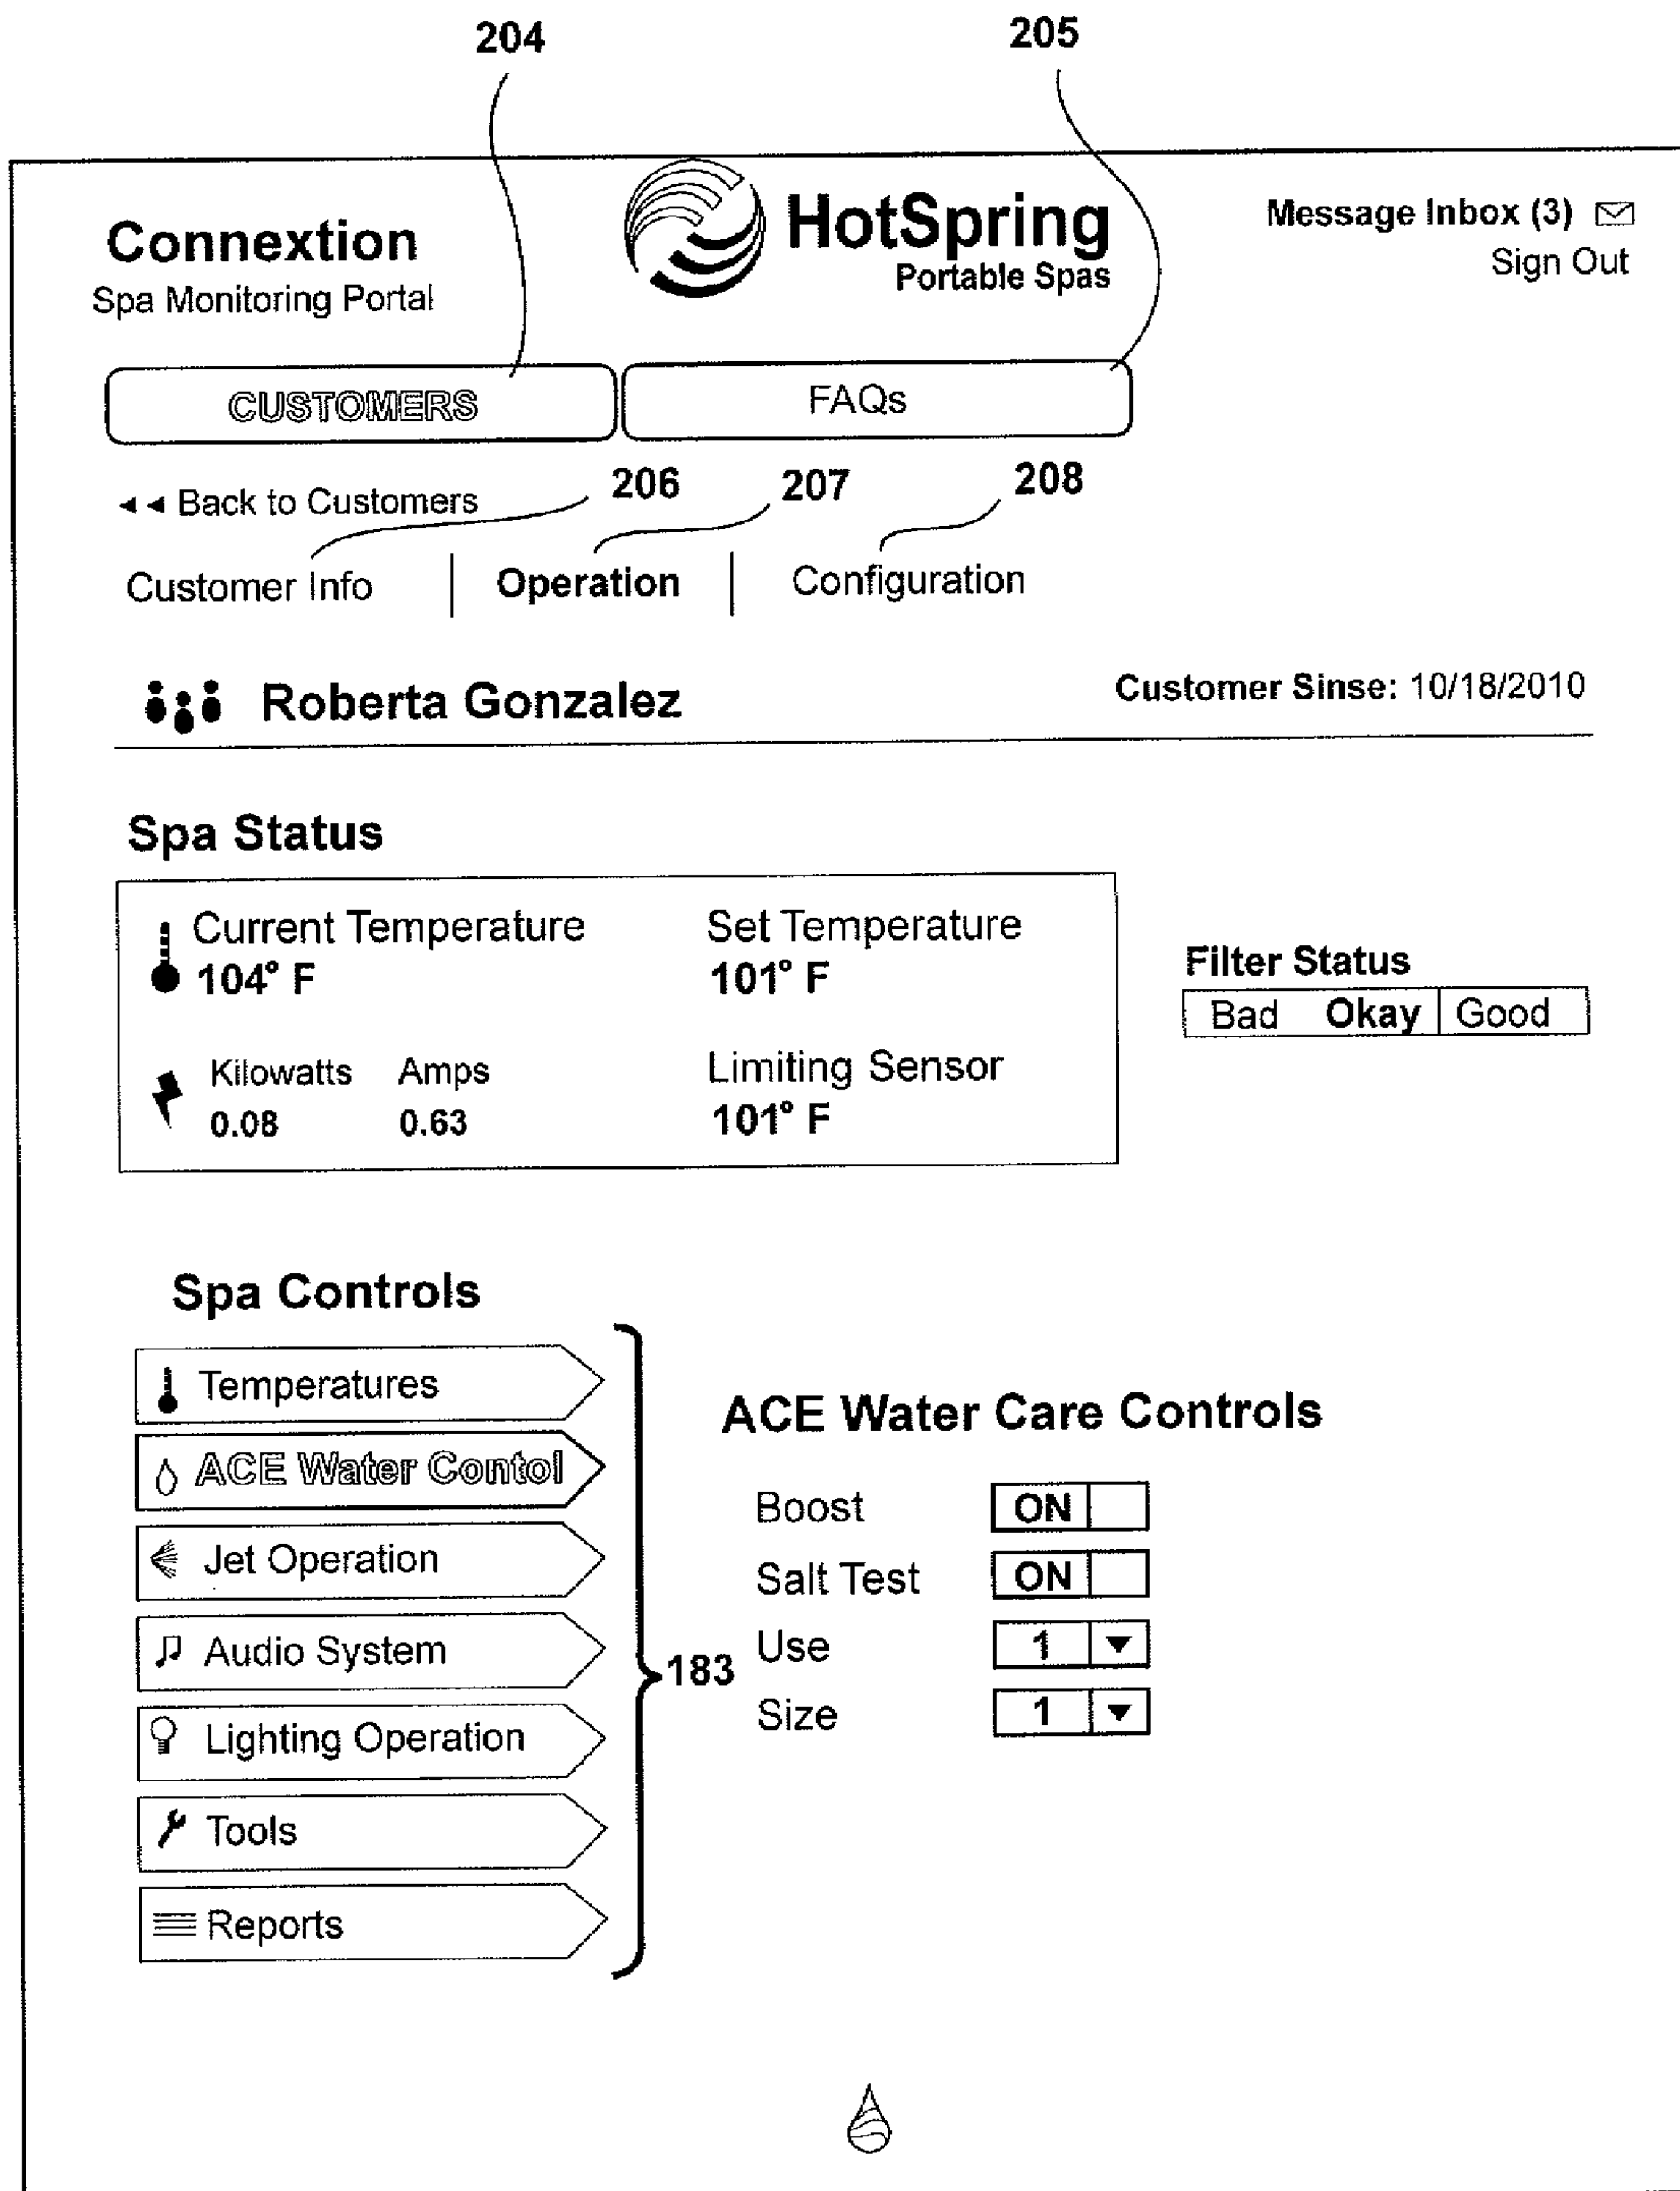 204 205
Connextion
Spa Monitoring Portal
HotSpring
Portable Spas
Message Inbox (3)
Sign Out
CUSTOMERS FAQs
Back to Customers 206 207 208
Customer Info | Operation | Configuration
Roberta Gonzalez Customer Sinse: 10/18/2010
Spa Status
Current Temperature Set Temperature
104° F 101° F
Kilowatts Amps Limiting Sensor
0.08 0.63 101° F
Filter Status
Bad Okay Good
Spa Controls
Temperatures
ACE Water Contol
Jet Operation
Audio System
Lighting Operation
Tools
Reports
183
ACE Water Care Controls
Boost ON
Salt Test ON
Use 1
Size 1